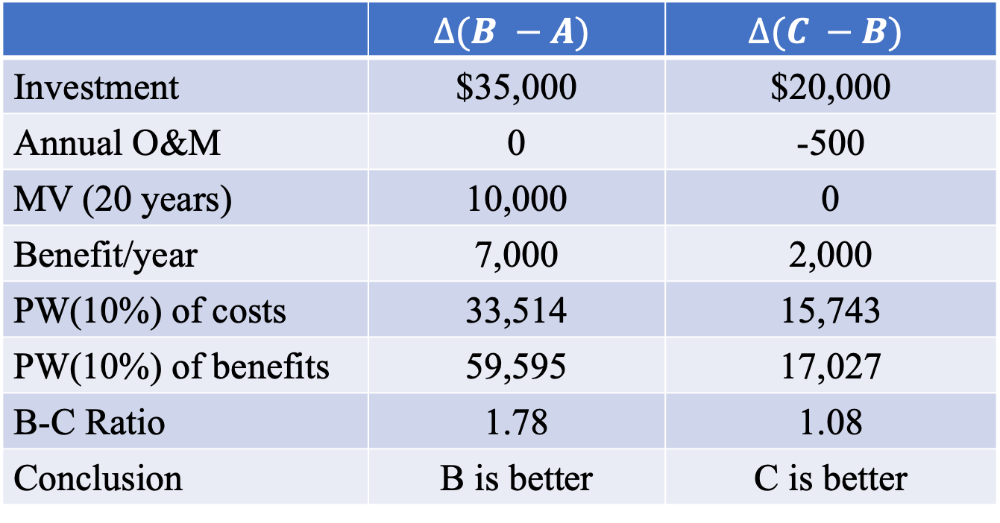 Δ(B − A) Δ(C − B)
Investment $35,000 $20,000
Annual O&M 0 -500
MV (20 years) 10,000 0
Benefit/year 7,000 2,000
PW(10%) of costs 33,514 15,743
PW(10%) of benefits 59,595 17,027
B-C Ratio 1.78 1.08
Conclusion B is better C is better